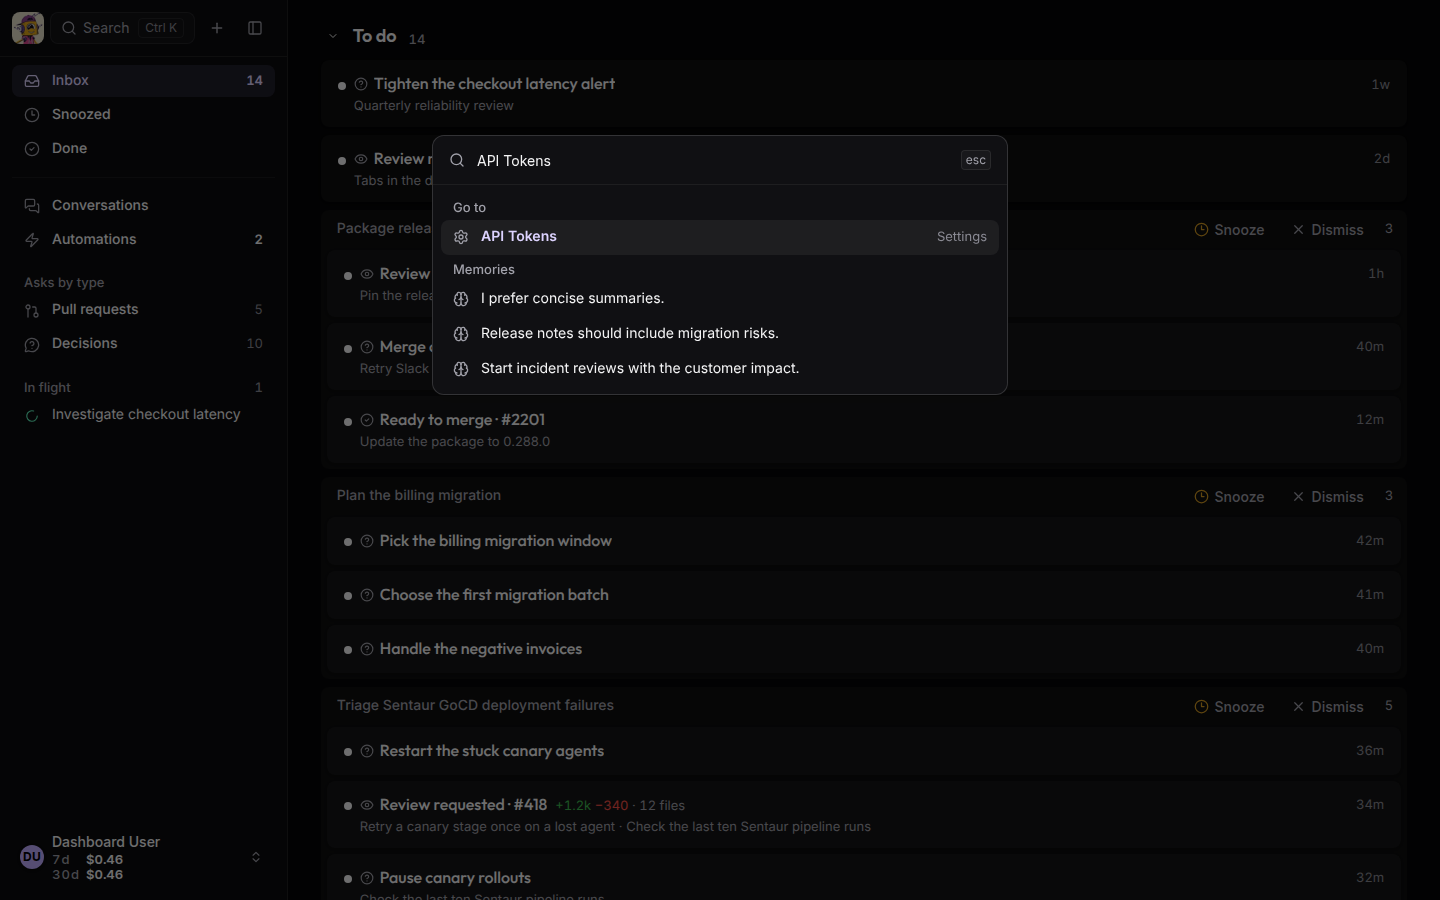 Search Ctrl K
Inbox 14
Snoozed
Done
Conversations
Automations 2
Asks by type
Pull requests 5
Decisions 10
In flight 1
Investigate checkout latency
DU Dashboard User
7d $0.46
30d $0.46
To do 14
Tighten the checkout latency alert 1w
Quarterly reliability review
Review 2d
Tabs in the
API Tokens esc
Go to
API Tokens Settings
Memories
I prefer concise summaries.
Release notes should include migration risks.
Start incident reviews with the customer impact.
Package Snooze Dismiss 3
Review 1h
Pin the
Merge 40m
Retry Slack
Ready to merge · #2201 12m
Update the package to 0.288.0
Plan the billing migration Snooze Dismiss 3
Pick the billing migration window 42m
Choose the first migration batch 41m
Handle the negative invoices 40m
Triage Sentaur GoCD deployment failures Snooze Dismiss 5
Restart the stuck canary agents 36m
Review requested · #418 +1.2k −340 · 12 files 34m
Retry a canary stage once on a lost agent · Check the last ten Sentaur pipeline runs
Pause canary rollouts 32m
Check the last ten Sentaur pipeline runs